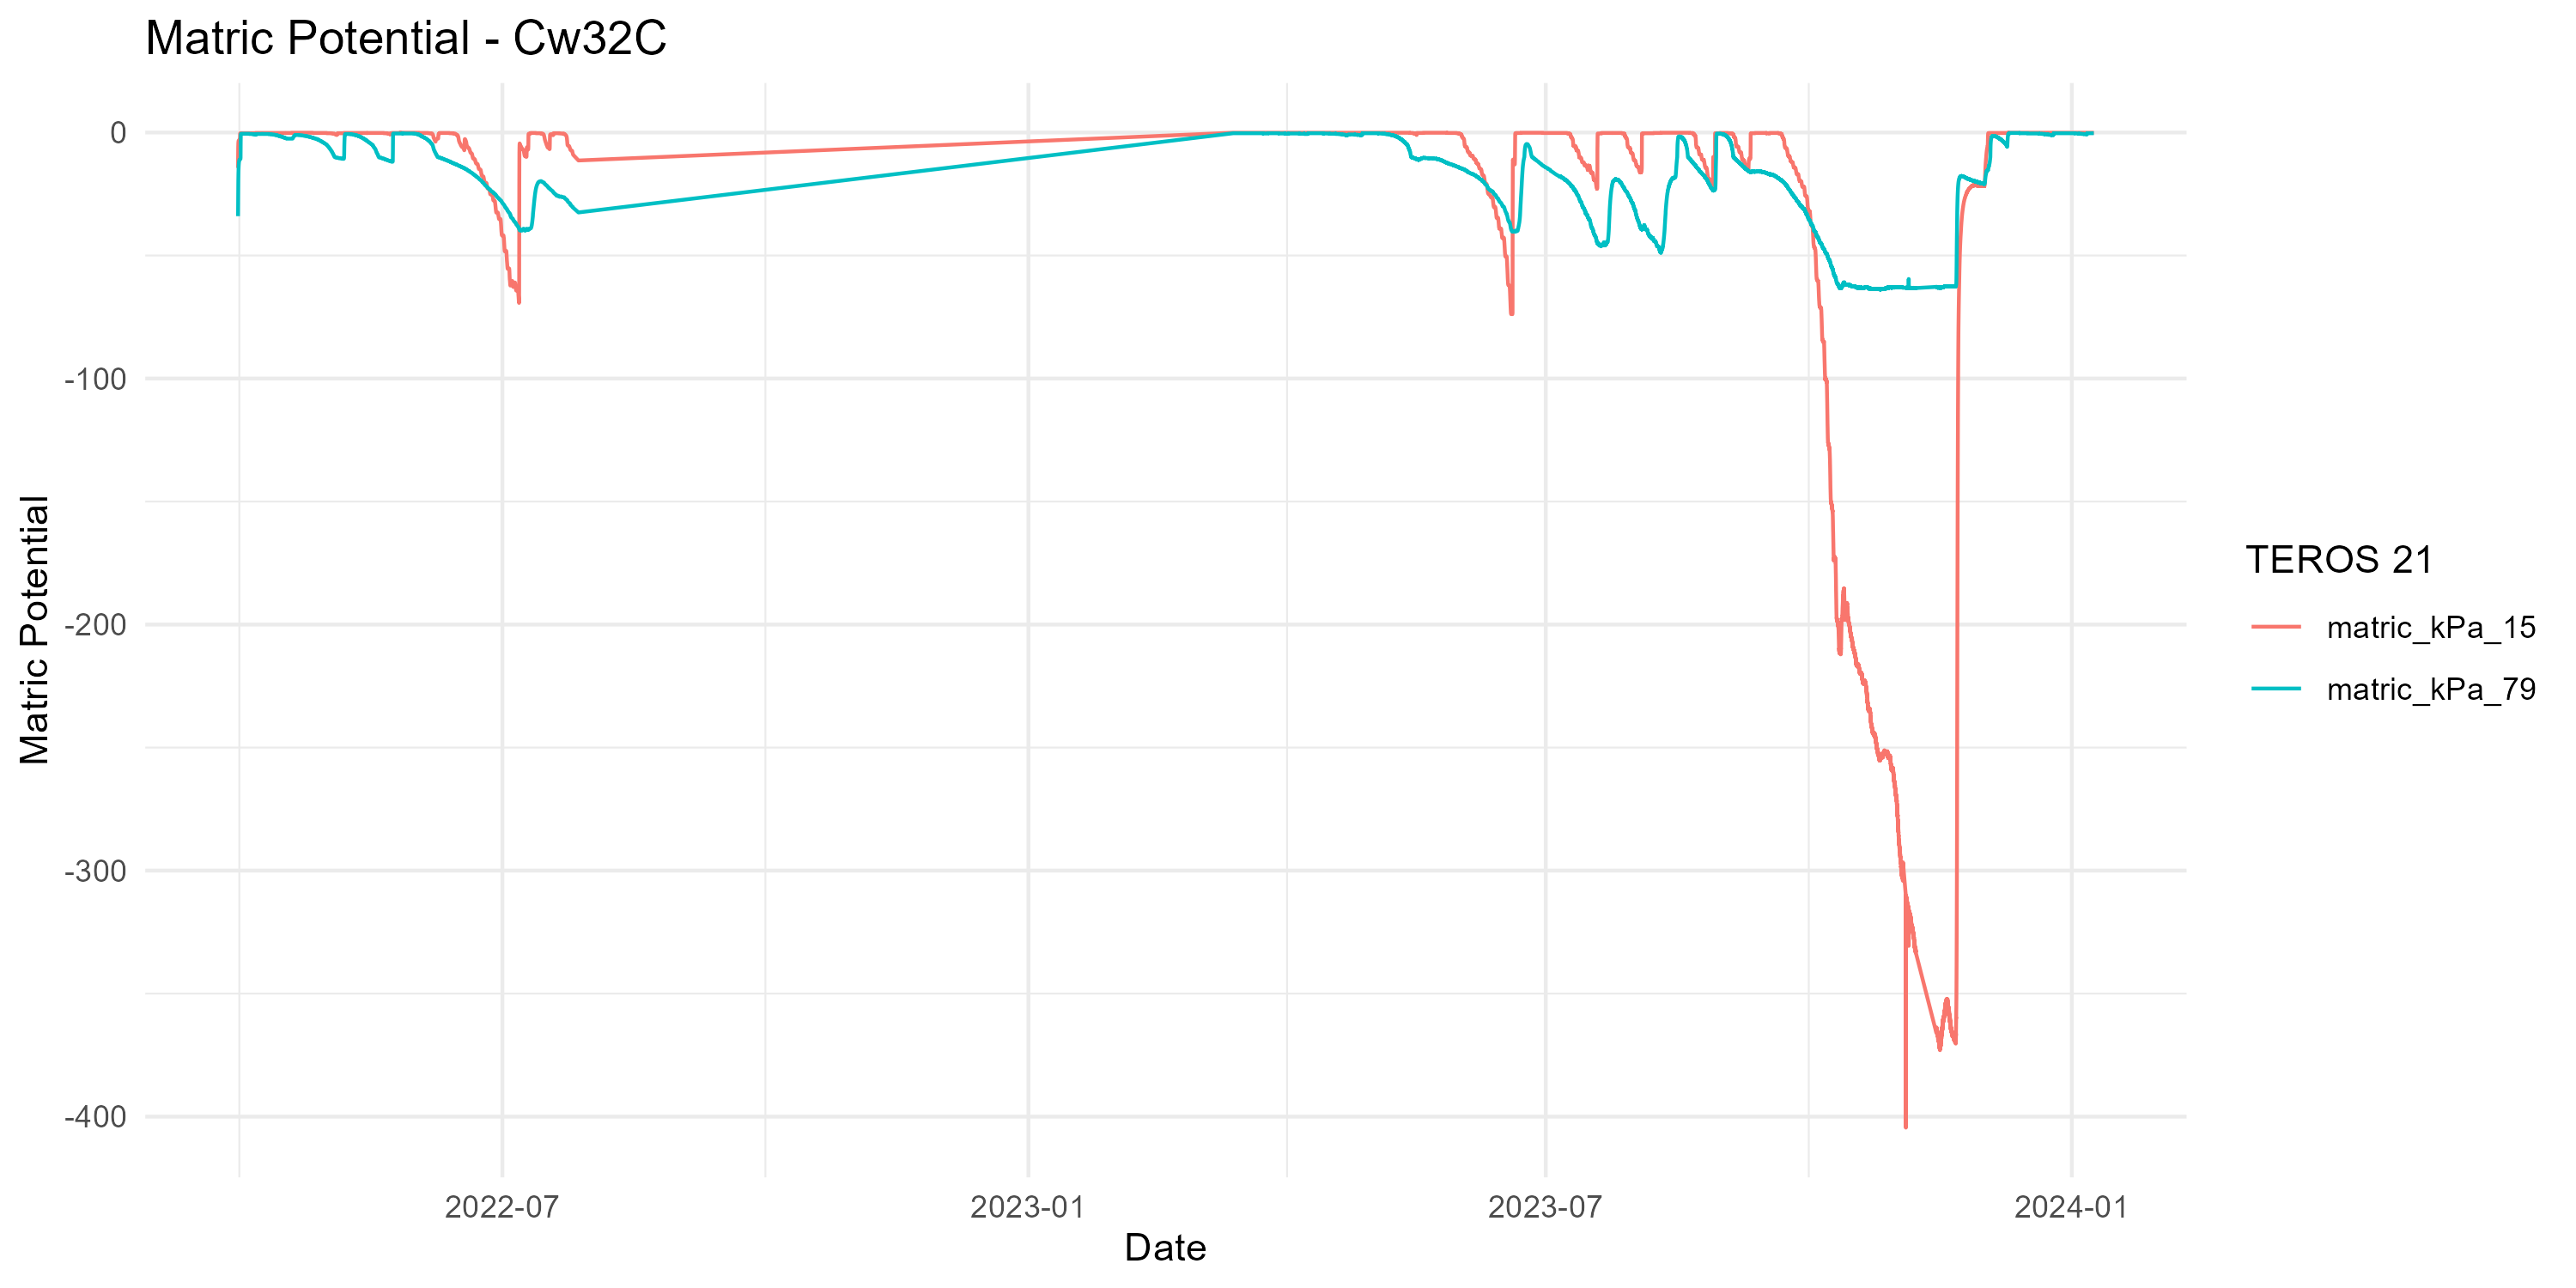 Matric Potential - Cw32C
0
-100
-200
-300
-400
Matric Potential
2022-07
2023-01
2023-07
2024-01
Date
TEROS 21
matric_kPa_15
matric_kPa_79